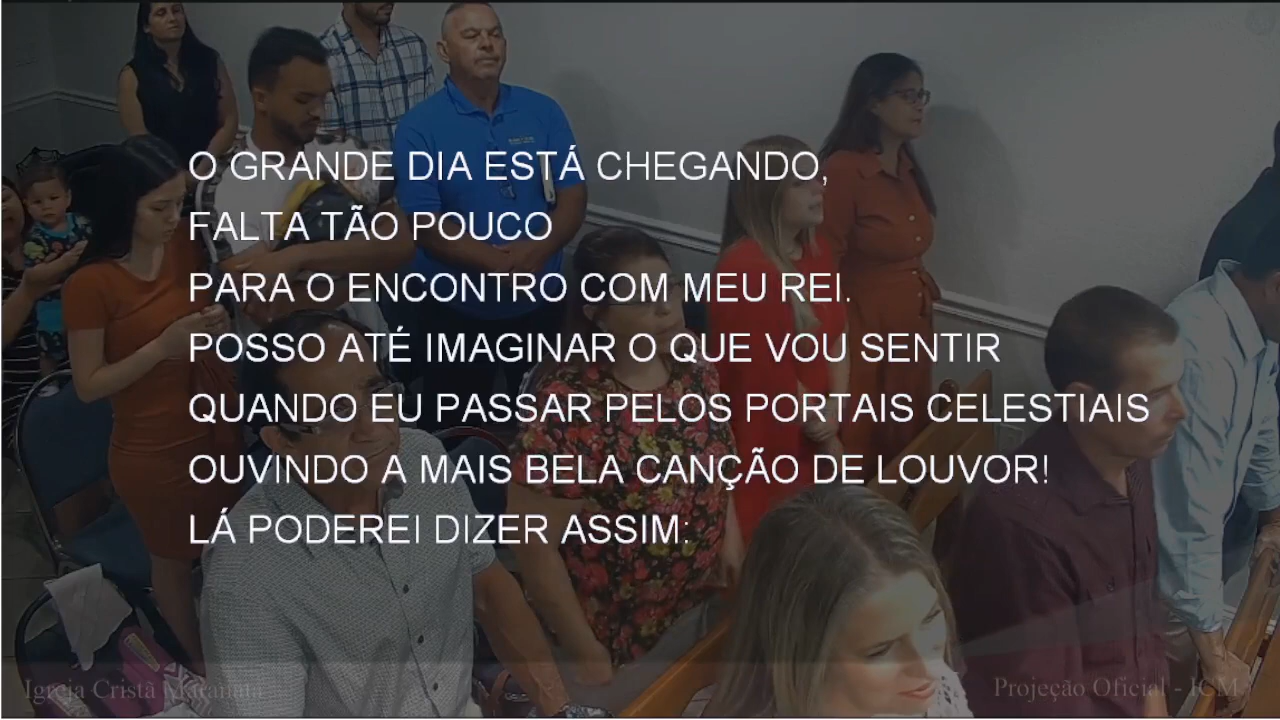 O GRANDE DIA ESTÁ CHEGANDO,
FALTA TÃO POUCO
PARA O ENCONTRO COM MEU REI.
POSSO ATÉ IMAGINAR O QUE VOU SENTIR
QUANDO EU PASSAR PELOS PORTAIS CELESTIAIS
OUVINDO A MAIS BELA CANÇÃO DE LOUVOR!
LÁ PODEREI DIZER ASSIM:
Igreja Cristã Maranata
Projeção Oficial - ICM